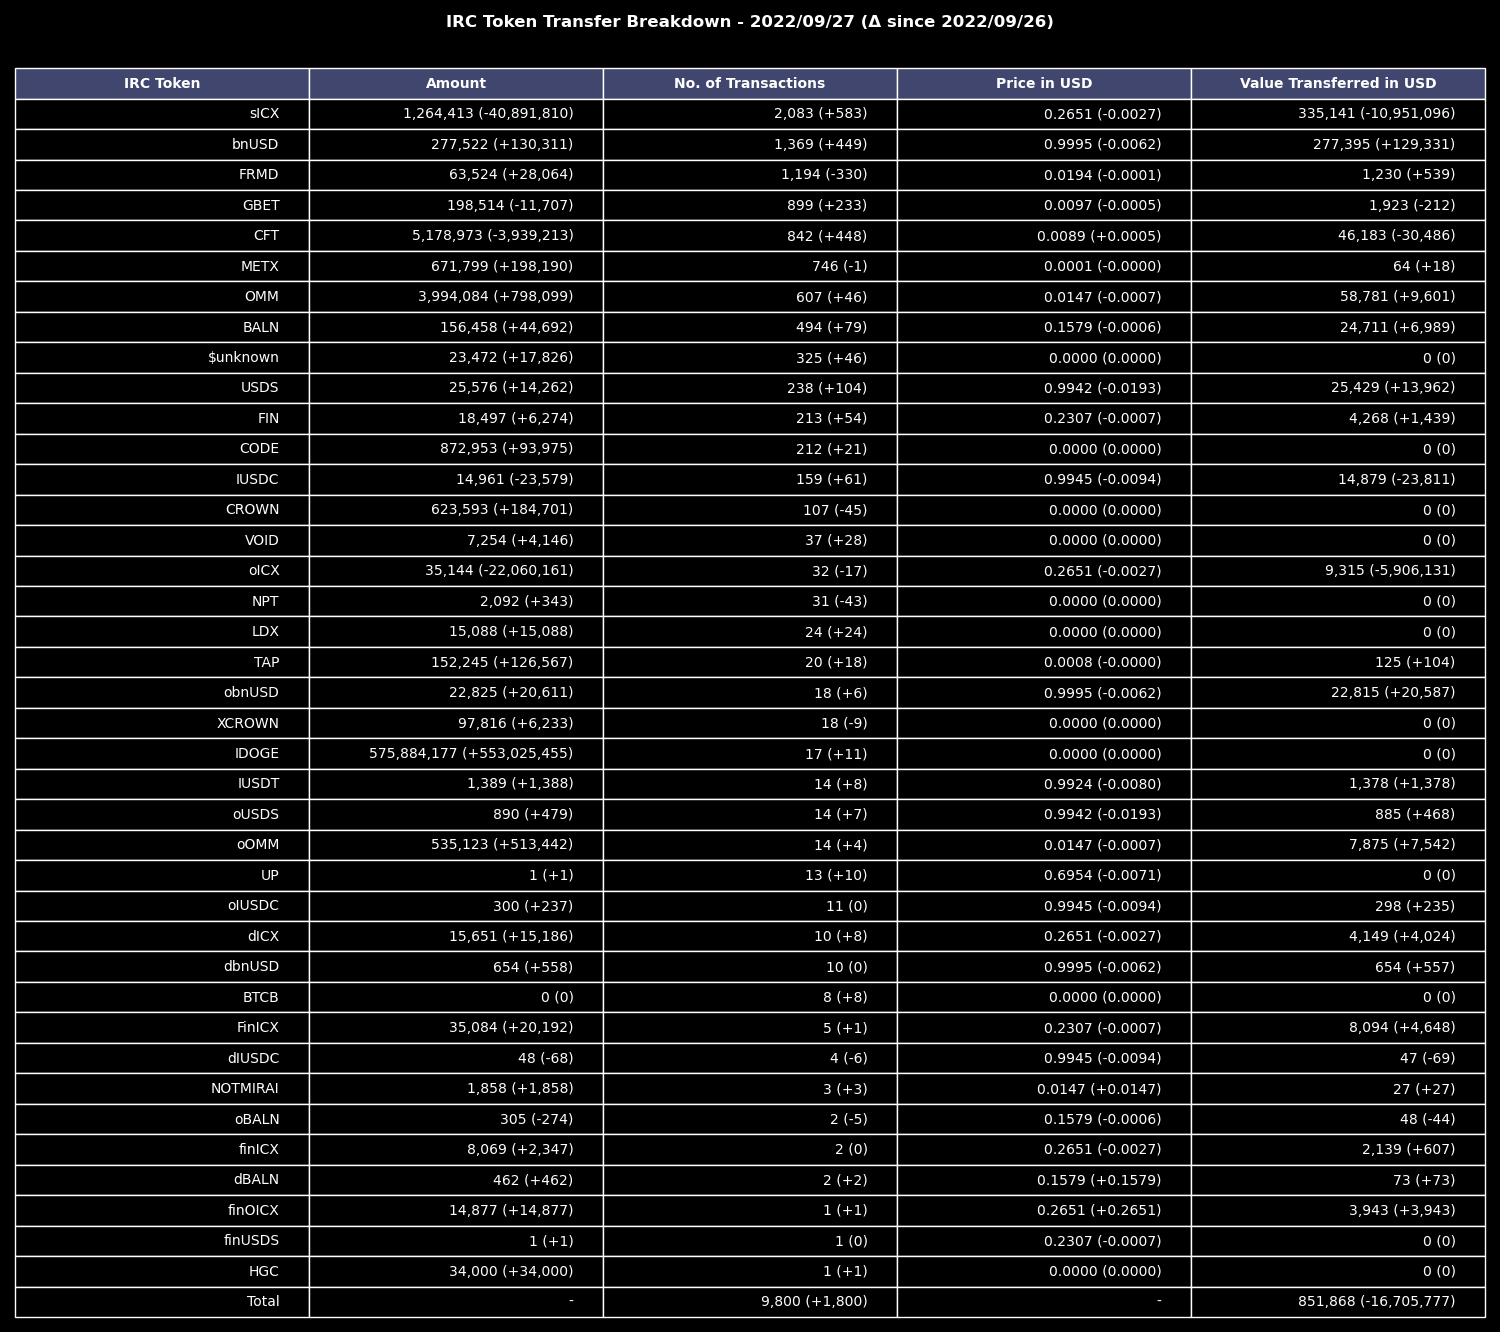 IRC Token Transfer Breakdown - 2022/09/27 (Δ since 2022/09/26)
IRC Token Amount No. of Transactions Price in USD Value Transferred in USD
sICX 1,264,413 (-40,891,810) 2,083 (+583) 0.2651 (-0.0027) 335,141 (-10,951,096)
bnUSD 277,522 (+130,311) 1,369 (+449) 0.9995 (-0.0062) 277,395 (+129,331)
FRMD 63,524 (+28,064) 1,194 (-330) 0.0194 (-0.0001) 1,230 (+539)
GBET 198,514 (-11,707) 899 (+233) 0.0097 (-0.0005) 1,923 (-212)
CFT 5,178,973 (-3,939,213) 842 (+448) 0.0089 (+0.0005) 46,183 (-30,486)
METX 671,799 (+198,190) 746 (-1) 0.0001 (-0.0000) 64 (+18)
OMM 3,994,084 (+798,099) 607 (+46) 0.0147 (-0.0007) 58,781 (+9,601)
BALN 156,458 (+44,692) 494 (+79) 0.1579 (-0.0006) 24,711 (+6,989)
$unknown 23,472 (+17,826) 325 (+46) 0.0000 (0.0000) 0 (0)
USDS 25,576 (+14,262) 238 (+104) 0.9942 (-0.0193) 25,429 (+13,962)
FIN 18,497 (+6,274) 213 (+54) 0.2307 (-0.0007) 4,268 (+1,439)
CODE 872,953 (+93,975) 212 (+21) 0.0000 (0.0000) 0 (0)
IUSDC 14,961 (-23,579) 159 (+61) 0.9945 (-0.0094) 14,879 (-23,811)
CROWN 623,593 (+184,701) 107 (-45) 0.0000 (0.0000) 0 (0)
VOID 7,254 (+4,146) 37 (+28) 0.0000 (0.0000) 0 (0)
oICX 35,144 (-22,060,161) 32 (-17) 0.2651 (-0.0027) 9,315 (-5,906,131)
NPT 2,092 (+343) 31 (-43) 0.0000 (0.0000) 0 (0)
LDX 15,088 (+15,088) 24 (+24) 0.0000 (0.0000) 0 (0)
TAP 152,245 (+126,567) 20 (+18) 0.0008 (-0.0000) 125 (+104)
obnUSD 22,825 (+20,611) 18 (+6) 0.9995 (-0.0062) 22,815 (+20,587)
XCROWN 97,816 (+6,233) 18 (-9) 0.0000 (0.0000) 0 (0)
IDOGE 575,884,177 (+553,025,455) 17 (+11) 0.0000 (0.0000) 0 (0)
IUSDT 1,389 (+1,388) 14 (+8) 0.9924 (-0.0080) 1,378 (+1,378)
oUSDS 890 (+479) 14 (+7) 0.9942 (-0.0193) 885 (+468)
oOMM 535,123 (+513,442) 14 (+4) 0.0147 (-0.0007) 7,875 (+7,542)
UP 1 (+1) 13 (+10) 0.6954 (-0.0071) 0 (0)
oIUSDC 300 (+237) 11 (0) 0.9945 (-0.0094) 298 (+235)
dICX 15,651 (+15,186) 10 (+8) 0.2651 (-0.0027) 4,149 (+4,024)
dbnUSD 654 (+558) 10 (0) 0.9995 (-0.0062) 654 (+557)
BTCB 0 (0) 8 (+8) 0.0000 (0.0000) 0 (0)
FinICX 35,084 (+20,192) 5 (+1) 0.2307 (-0.0007) 8,094 (+4,648)
dIUSDC 48 (-68) 4 (-6) 0.9945 (-0.0094) 47 (-69)
NOTMIRAI 1,858 (+1,858) 3 (+3) 0.0147 (+0.0147) 27 (+27)
oBALN 305 (-274) 2 (-5) 0.1579 (-0.0006) 48 (-44)
finICX 8,069 (+2,347) 2 (0) 0.2651 (-0.0027) 2,139 (+607)
dBALN 462 (+462) 2 (+2) 0.1579 (+0.1579) 73 (+73)
finOICX 14,877 (+14,877) 1 (+1) 0.2651 (+0.2651) 3,943 (+3,943)
finUSDS 1 (+1) 1 (0) 0.2307 (-0.0007) 0 (0)
HGC 34,000 (+34,000) 1 (+1) 0.0000 (0.0000) 0 (0)
Total - 9,800 (+1,800) - 851,868 (-16,705,777)